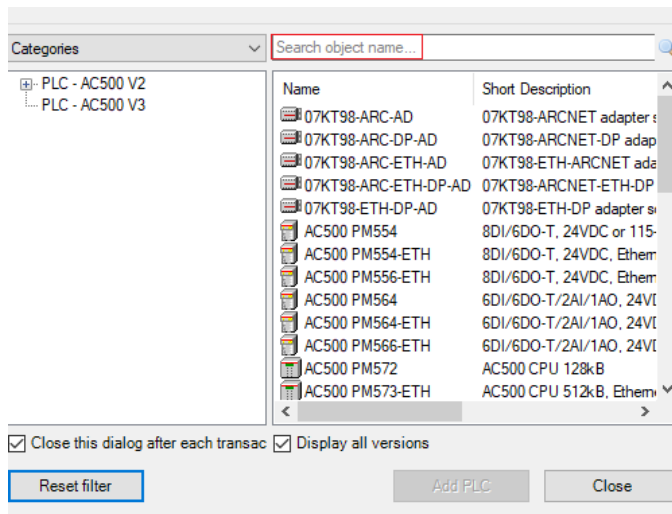 Categories
Search object name...
PLC - AC500 V2
PLC - AC500 V3
Name Short Description
07KT98-ARC-AD 07KT98-ARCNET adapter s
07KT98-ARC-DP-AD 07KT98-ARCNET-DP adap
07KT98-ARC-ETH-AD 07KT98-ETH-ARCNET ada
07KT98-ARC-ETH-DP-AD 07KT98-ARCNET-ETH-DP
07KT98-ETH-DP-AD 07KT98-ETH-DP adapter so
AC500 PM554 8DI/6DO-T, 24VDC or 115-
AC500 PM554-ETH 8DI/6DO-T, 24VDC, Ethern
AC500 PM556-ETH 8DI/6DO-T, 24VDC, Ethern
AC500 PM564 6DI/6DO-T/2AI/1AO, 24VD
AC500 PM564-ETH 6DI/6DO-T/2AI/1AO, 24VD
AC500 PM566-ETH 6DI/6DO-T/2AI/1AO, 24VD
AC500 PM572 AC500 CPU 128kB
AC500 PM573-ETH AC500 CPU 512kB, Ethern
Close this dialog after each transac Display all versions
Reset filter Add PLC Close